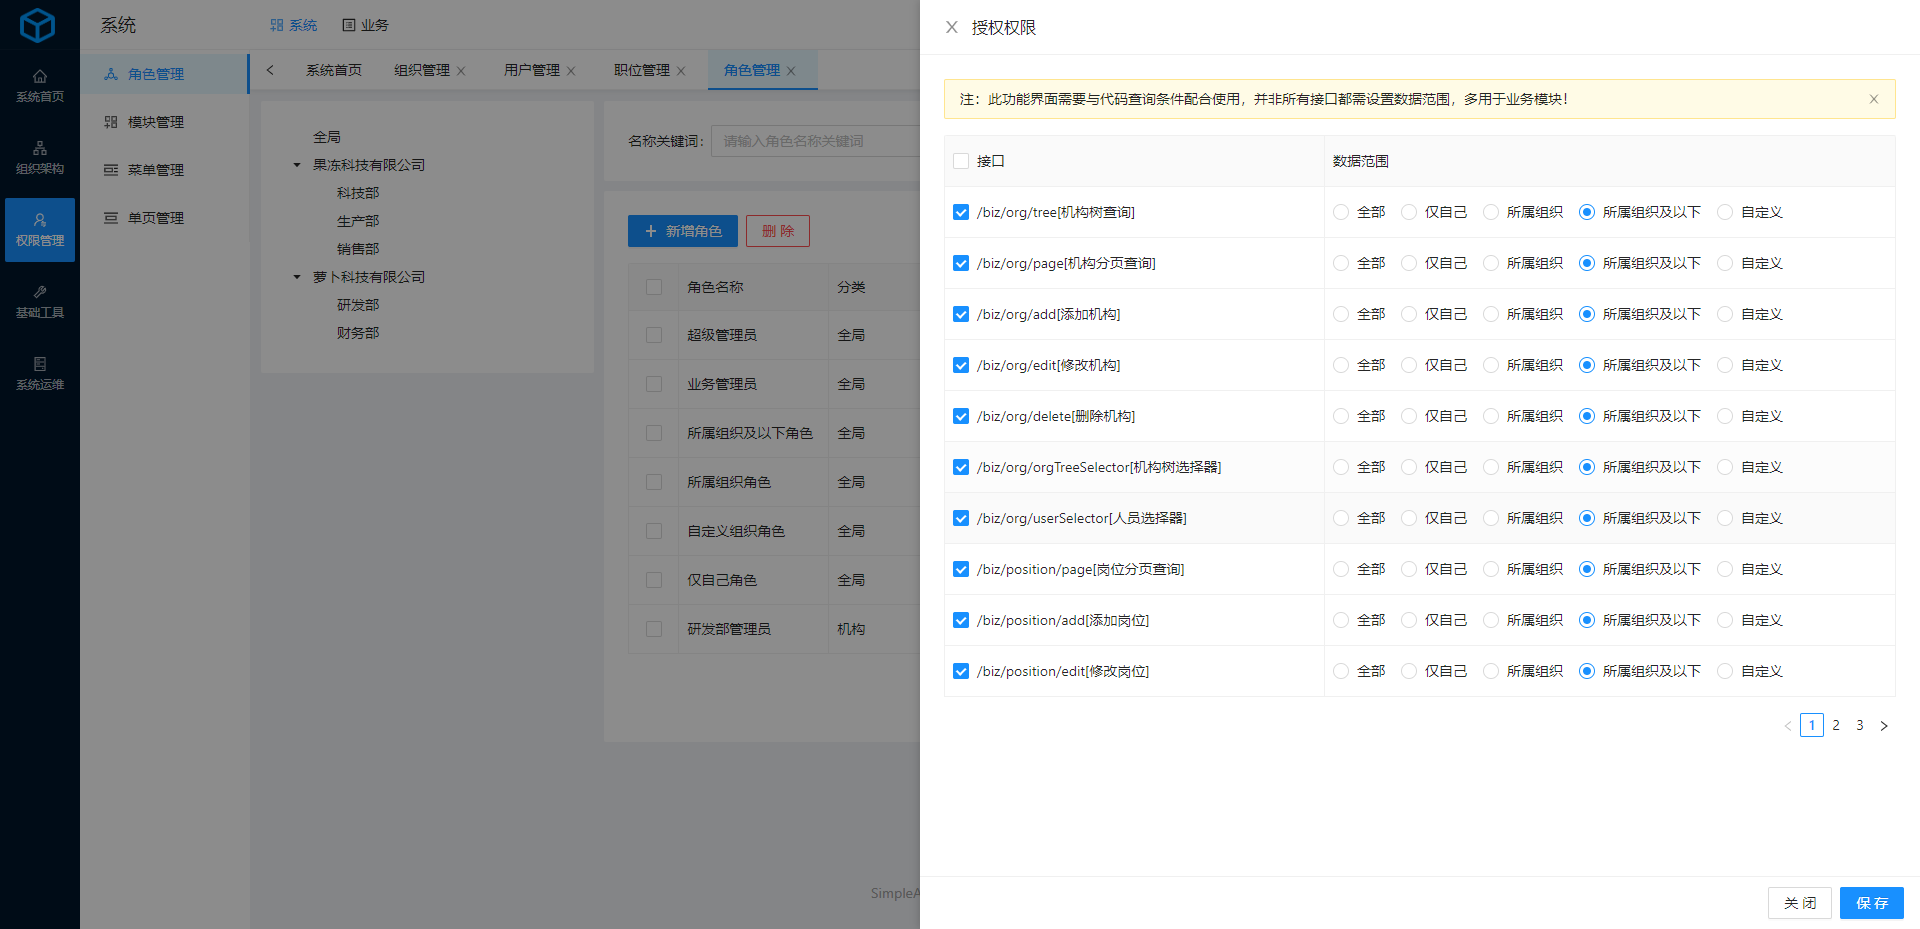 系统首页
组织架构
权限管理
基础工具
系统运维
系统
角色管理
模块管理
菜单管理
单页管理
系统 业务
系统首页 组织管理 用户管理 职位管理 角色管理
全局
果冻科技有限公司
科技部
生产部
销售部
萝卜科技有限公司
研发部
财务部
名称关键词： 请输入角色名称关键词
新增角色 删 除
角色名称 分类
超级管理员 全局
业务管理员 全局
所属组织及以下角色 全局
所属组织角色 全局
自定义组织角色 全局
仅自己角色 全局
研发部管理员 机构
SimpleA
授权权限
注：此功能界面需要与代码查询条件配合使用，并非所有接口都需设置数据范围，多用于业务模块！
接口 数据范围
/biz/org/tree[机构树查询] 全部 仅自己 所属组织 所属组织及以下 自定义
/biz/org/page[机构分页查询] 全部 仅自己 所属组织 所属组织及以下 自定义
/biz/org/add[添加机构] 全部 仅自己 所属组织 所属组织及以下 自定义
/biz/org/edit[修改机构] 全部 仅自己 所属组织 所属组织及以下 自定义
/biz/org/delete[删除机构] 全部 仅自己 所属组织 所属组织及以下 自定义
/biz/org/orgTreeSelector[机构树选择器] 全部 仅自己 所属组织 所属组织及以下 自定义
/biz/org/userSelector[人员选择器] 全部 仅自己 所属组织 所属组织及以下 自定义
/biz/position/page[岗位分页查询] 全部 仅自己 所属组织 所属组织及以下 自定义
/biz/position/add[添加岗位] 全部 仅自己 所属组织 所属组织及以下 自定义
/biz/position/edit[修改岗位] 全部 仅自己 所属组织 所属组织及以下 自定义
1 2 3
关 闭 保 存